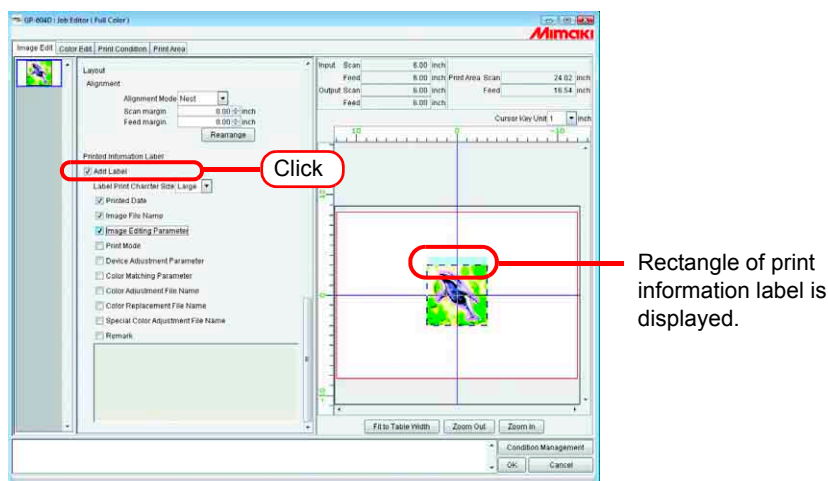 GP-604D : Job Editor ( Full Color )
Mimaki
Image Edit Color Edit Print Condition Print Area
Layout
Alignment
Alignment Mode Nest
Scan margin 0.00 inch
Feed margin 0.00 inch
Rearrange
Printed Infomation Label
Add Label
Label Print Charcter Size Large
Printed Date
Image File Name
Image Editing Parameter
Print Mode
Device Adjustment Parameter
Color Matching Parameter
Color Adjustment File Name
Color Replacement File Name
Special Color Adjustment File Name
Remark
Click
Input Scan 6.00 inch
Feed 6.00 inch Print Area Scan 24.02 inch
Output Scan 6.00 inch Feed 16.54 inch
Feed 6.00 inch
Cursor Key Unit 1 inch
10 0 -10
0
-10
Fit to Table Width Zoom Out Zoom In
Condition Management
OK Cancel
Rectangle of print
information label is
displayed.